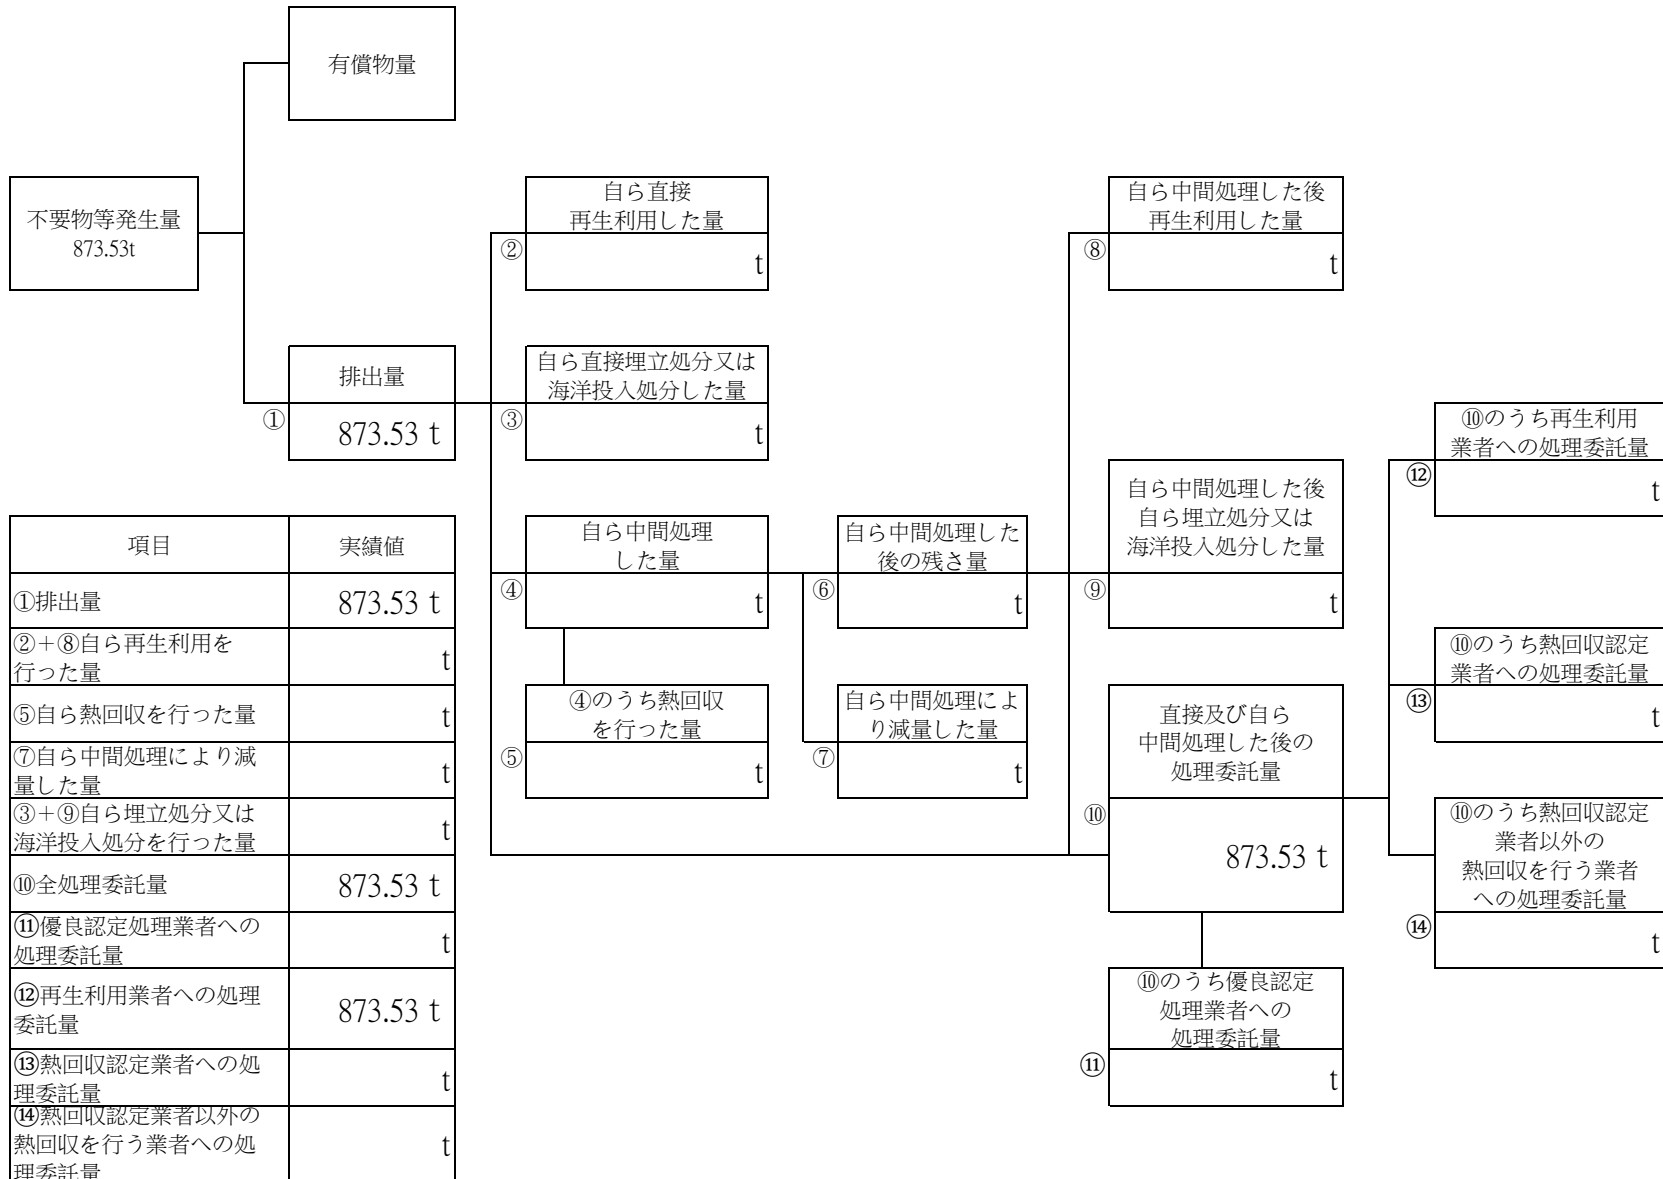 有償物量
不要物等発生量
873.53t
自ら直接
再生利用した量
②
t
自ら中間処理した後
再生利用した量
⑧
t
排出量
①
873.53 t
自ら直接埋立処分又は
海洋投入処分した量
③
t
⑩のうち再生利用
業者への処理委託量
⑫
t
自ら中間処理
した量
④
t
自ら中間処理した
後の残さ量
⑥
t
自ら中間処理した後
自ら埋立処分又は
海洋投入処分した量
⑨
t
⑩のうち熱回収認定
業者への処理委託量
⑬
t
④のうち熱回収
を行った量
⑤
t
自ら中間処理によ
り減量した量
⑦
t
直接及び自ら
中間処理した後の
処理委託量
⑩
873.53 t
⑩のうち熱回収認定
業者以外の
熱回収を行う業者
への処理委託量
⑭
t
⑩のうち優良認定
処理業者への
処理委託量
⑪
t
項目
実績値
①排出量
873.53 t
②+⑧自ら再生利用を
行った量
t
⑤自ら熱回収を行った量
t
⑦自ら中間処理により減
量した量
t
③+⑨自ら埋立処分又は
海洋投入処分を行った量
t
⑩全処理委託量
873.53 t
⑪優良認定処理業者への
処理委託量
t
⑫再生利用業者への処理
委託量
873.53 t
⑬熱回収認定業者への処
理委託量
t
⑭熱回収認定業者以外の
熱回収を行う業者への処
理委託量
t